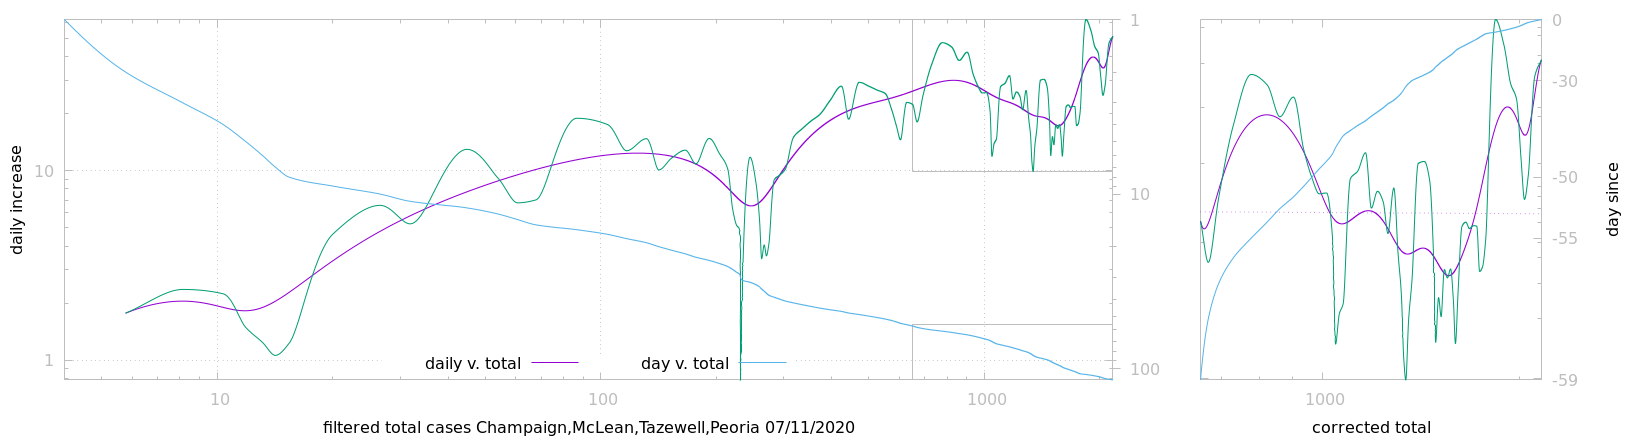 daily increase
10
1
10
100
1000
1
10
100
daily v. total
day v. total
filtered total cases Champaign,McLean,Tazewell,Peoria 07/11/2020
0
-30
-50
-55
-59
day since
1000
corrected total